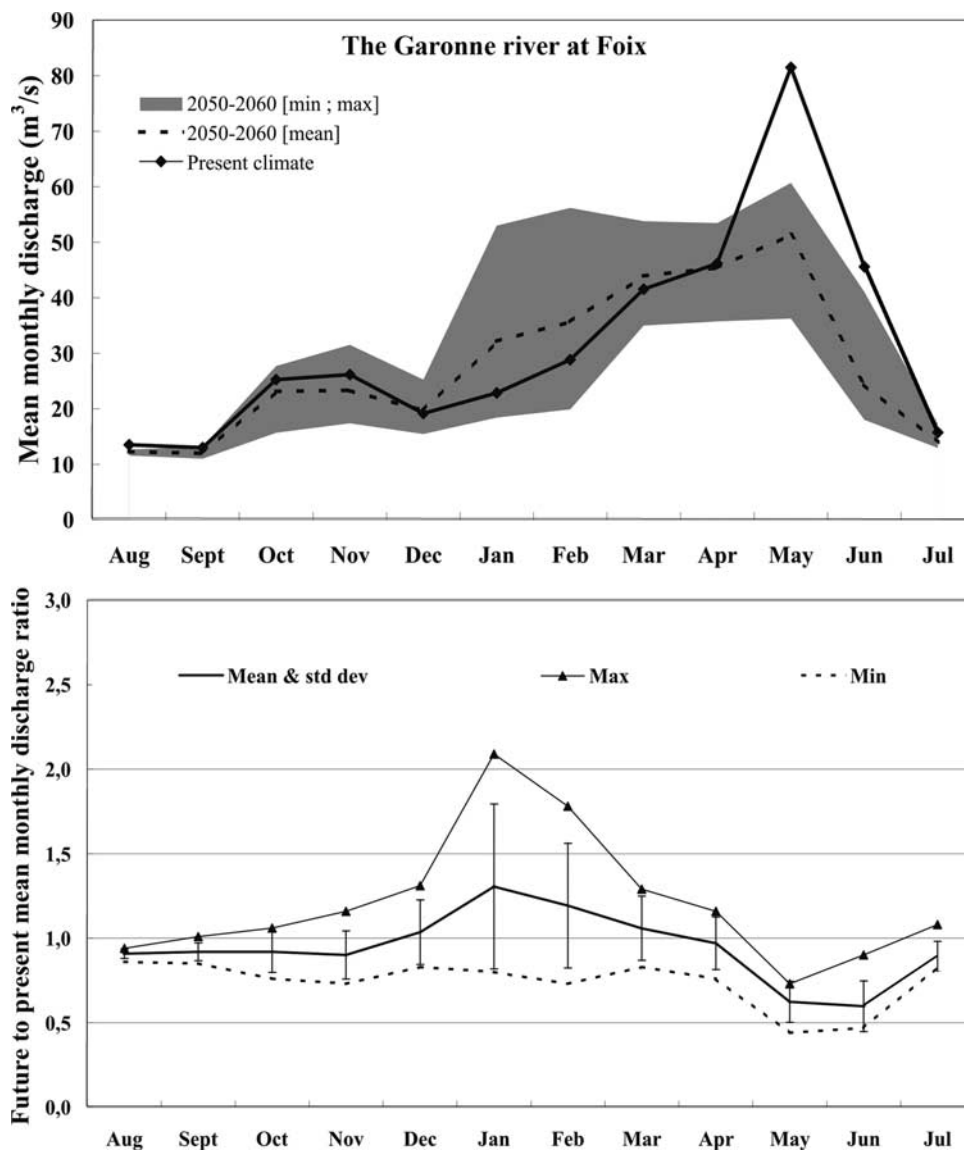 The Garonne river at Foix
Mean monthly discharge (m³/s)
90
80
70
60
50
40
30
20
10
0
2050-2060 [min ; max]
2050-2060 [mean]
Present climate
Aug Sept Oct Nov Dec Jan Feb Mar Apr May Jun Jul
Future to present mean monthly discharge ratio
3,0
2,5
2,0
1,5
1,0
0,5
0,0
Mean & std dev Max Min
Aug Sept Oct Nov Dec Jan Feb Mar Apr May Jun Jul